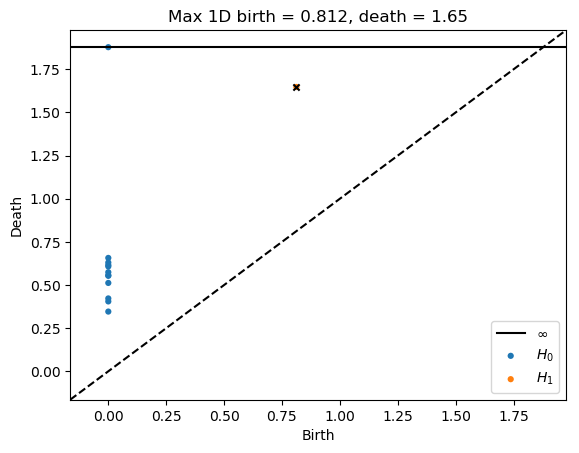 Max 1D birth = 0.812, death = 1.65
1.75
1.50
1.25
1.00
0.75
0.50
0.25
0.00
Death
∞
H₀
H₁
0.00 0.25 0.50 0.75 1.00 1.25 1.50 1.75
Birth